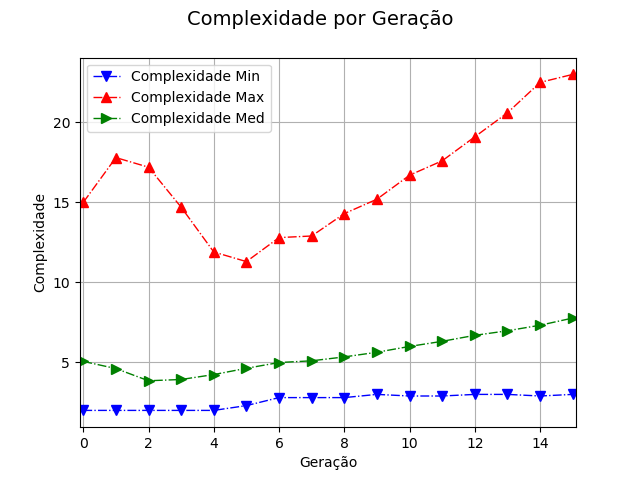 Complexidade por Geração
Complexidade Min
Complexidade Max
Complexidade Med
20
15
10
5
Complexidade
0 2 4 6 8 10 12 14
Geração